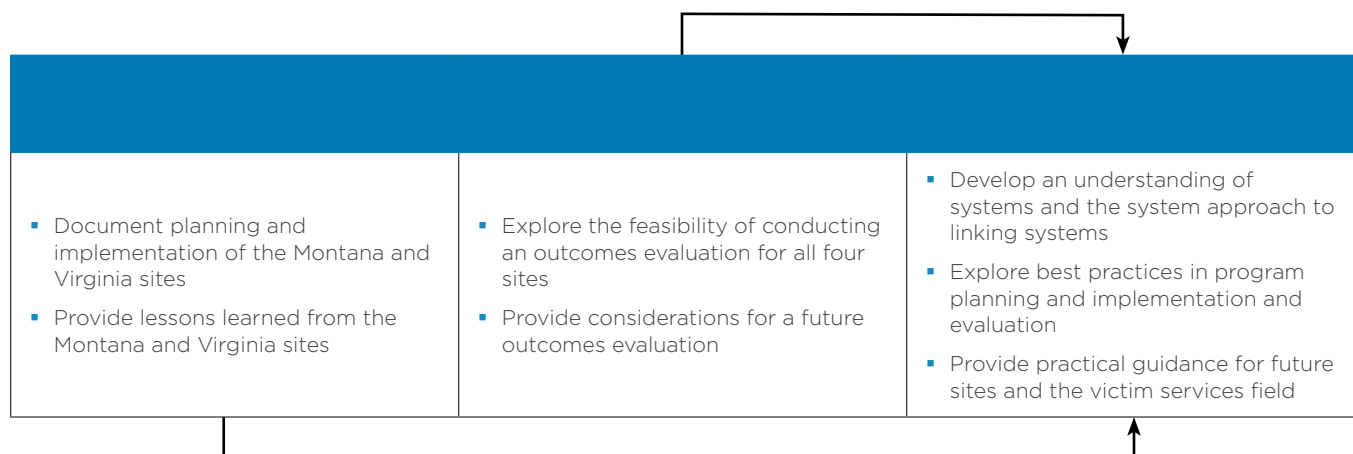 ▪ Document planning and
implementation of the Montana and
Virginia sites
▪ Provide lessons learned from the
Montana and Virginia sites
▪ Explore the feasibility of conducting
an outcomes evaluation for all four
sites
▪ Provide considerations for a future
outcomes evaluation
▪ Develop an understanding of
systems and the system approach to
linking systems
▪ Explore best practices in program
planning and implementation and
evaluation
▪ Provide practical guidance for future
sites and the victim services field